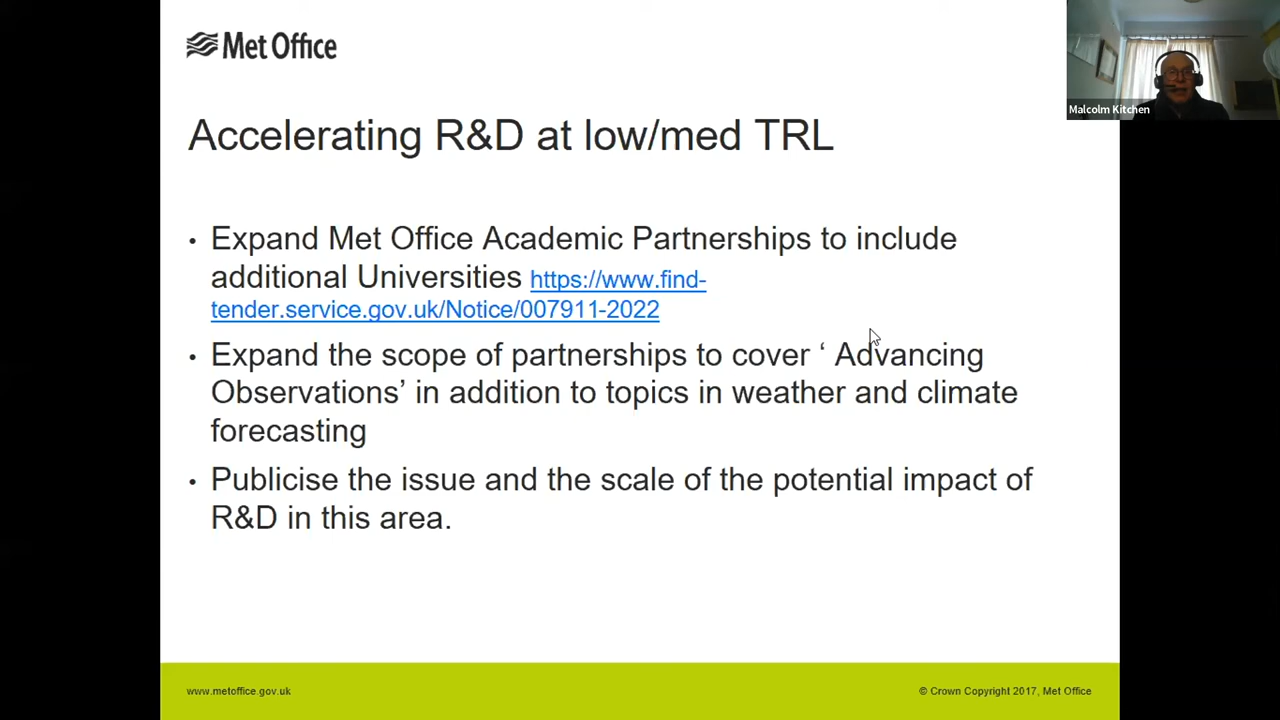 Met Office
Malcolm Kitchen
Accelerating R&D at low/med TRL
• Expand Met Office Academic Partnerships to include
additional Universities https://www.find-
tender.service.gov.uk/Notice/007911-2022
• Expand the scope of partnerships to cover ‘ Advancing
Observations’ in addition to topics in weather and climate
forecasting
• Publicise the issue and the scale of the potential impact of
R&D in this area.
www.metoffice.gov.uk
© Crown Copyright 2017, Met Office